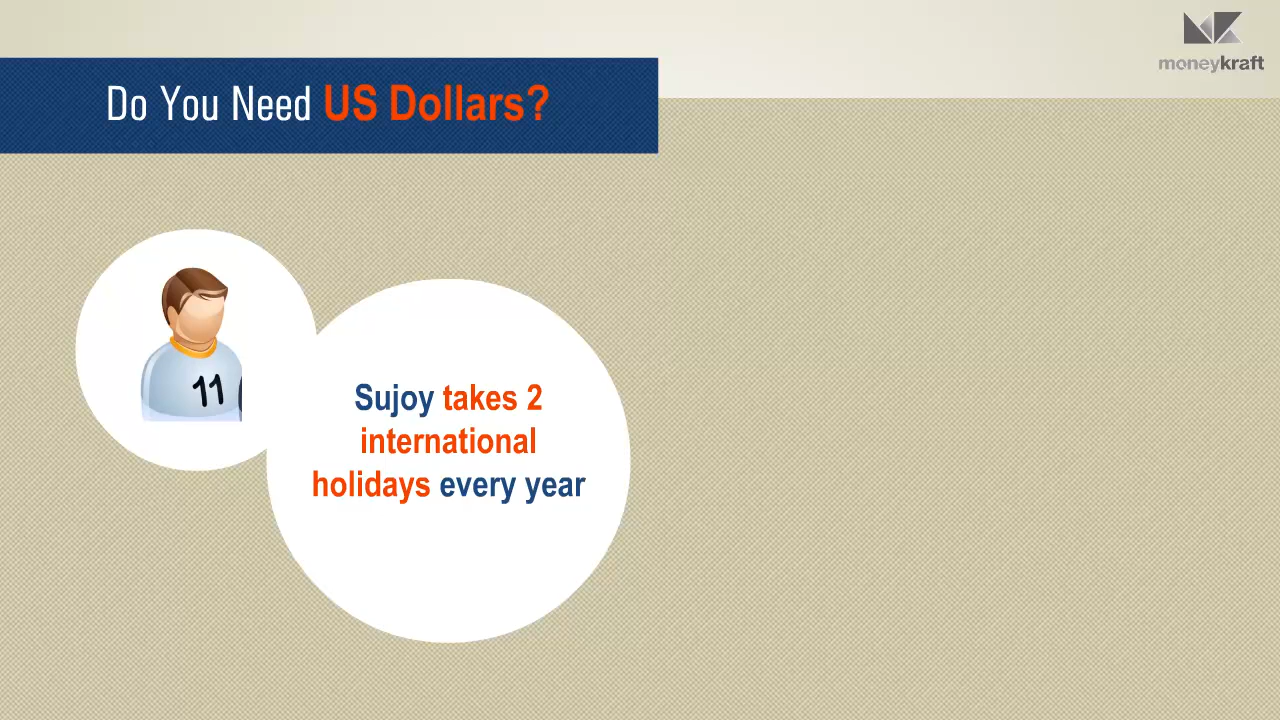 Do You Need US Dollars?
moneykraft
11
Sujoy takes 2
international
holidays every year